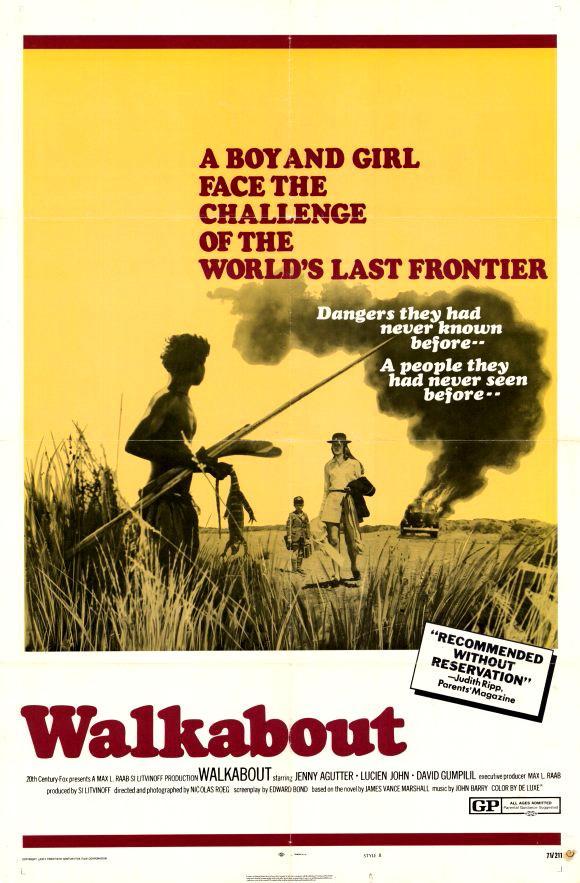 A BOY AND GIRL
FACE THE
CHALLENGE
OF THE
WORLD'S LAST FRONTIER
Dangers they had
never known
before--
A people they
had never seen
before--
"RECOMMENDED
WITHOUT
RESERVATION"
—Judith Ripp,
Parents' Magazine
Walkabout
20th Century-Fox presents A MAX L. RAAB SI LITVINOFF PRODUCTION WALKABOUT starring JENNY AGUTTER · LUCIEN JOHN · DAVID GUMPILIL executive producer MAX L. RAAB
produced by SI LITVINOFF directed and photographed by NICOLAS ROEG screenplay by EDWARD BOND based on the novel by JAMES VANCE MARSHALL music by JOHN BARRY COLOR BY DE LUXE®
GP ALL AGES ADMITTED
Parental Guidance Suggested
STYLE B
71/211